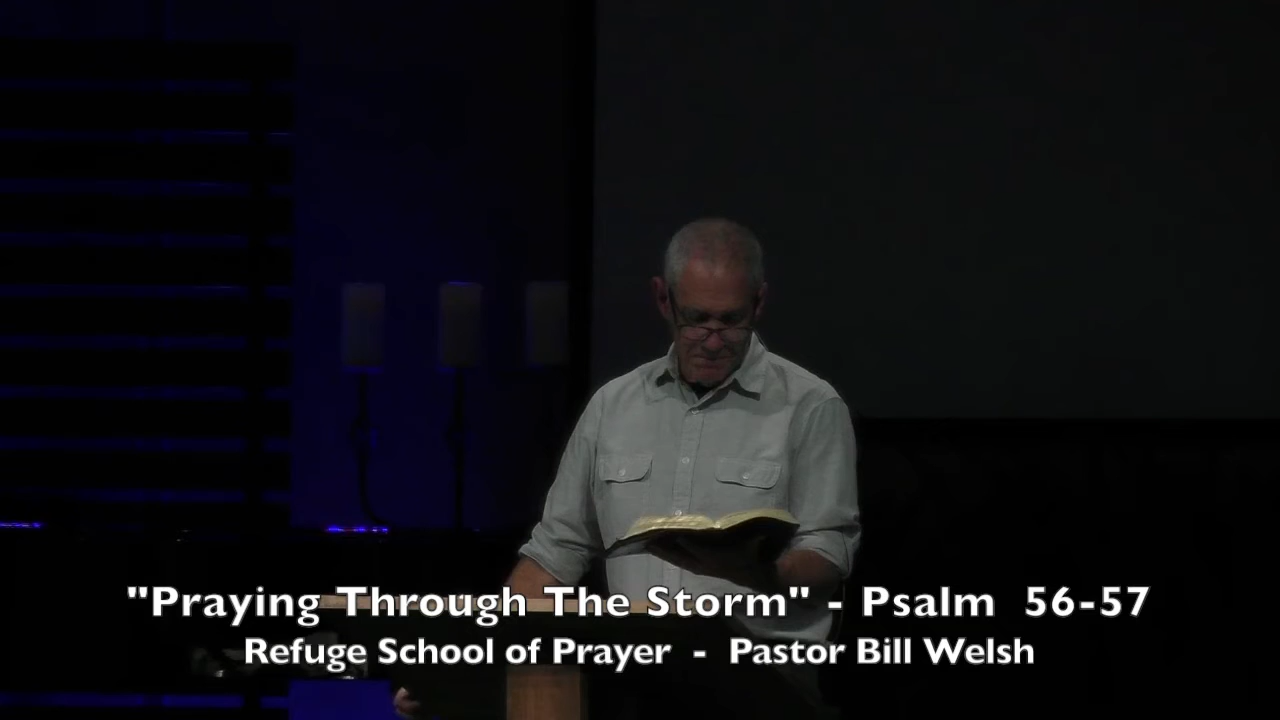 "Praying Through The Storm" - Psalm 56-57
Refuge School of Prayer - Pastor Bill Welsh